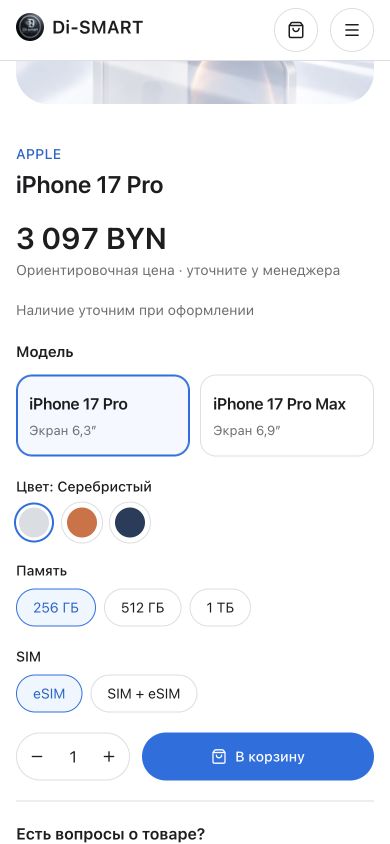 Di-SMART
APPLE
iPhone 17 Pro
3 097 BYN
Ориентировочная цена · уточните у менеджера
Наличие уточним при оформлении
Модель
iPhone 17 Pro
Экран 6,3″
iPhone 17 Pro Max
Экран 6,9″
Цвет: Серебристый
Память
256 ГБ
512 ГБ
1 ТБ
SIM
eSIM
SIM + eSIM
− 1 +
В корзину
Есть вопросы о товаре?